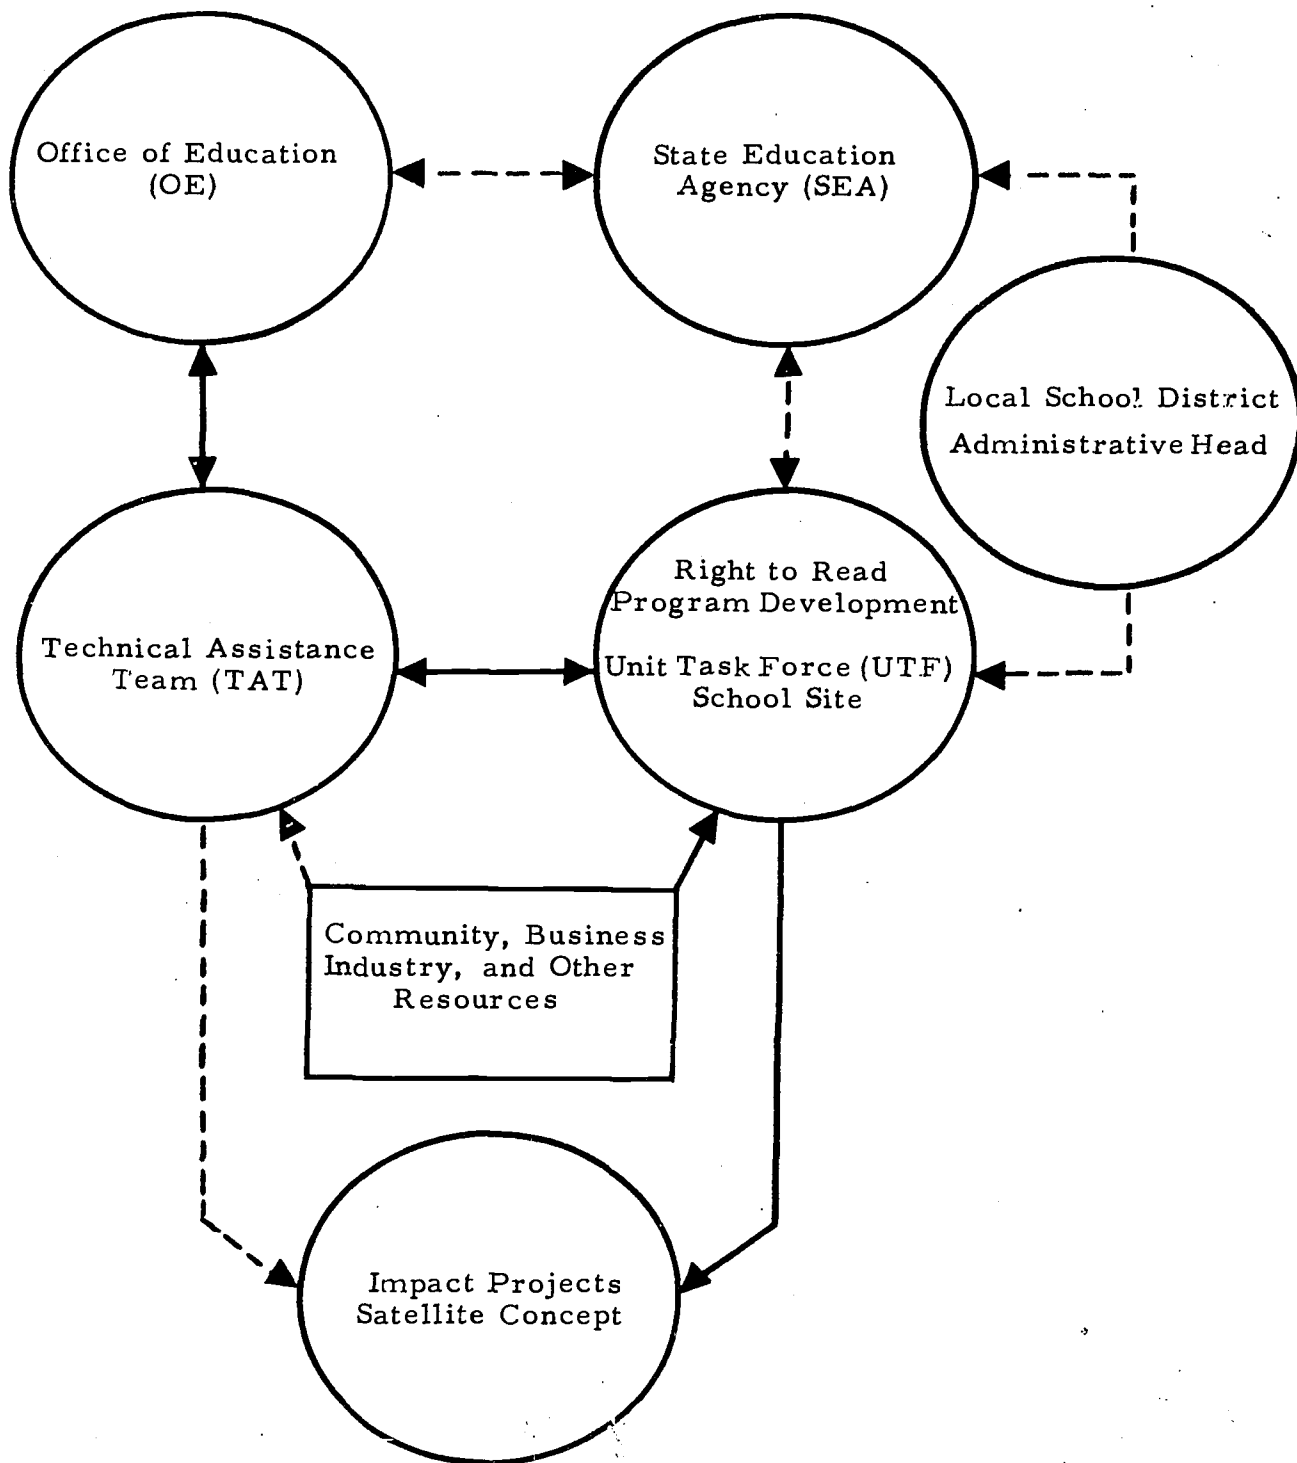 Office of Education
(OE)
State Education
Agency (SEA)
Local School District
Administrative Head
Technical Assistance
Team (TAT)
Right to Read
Program Development
Unit Task Force (UTF)
School Site
Community, Business
Industry, and Other
Resources
Impact Projects
Satellite Concept